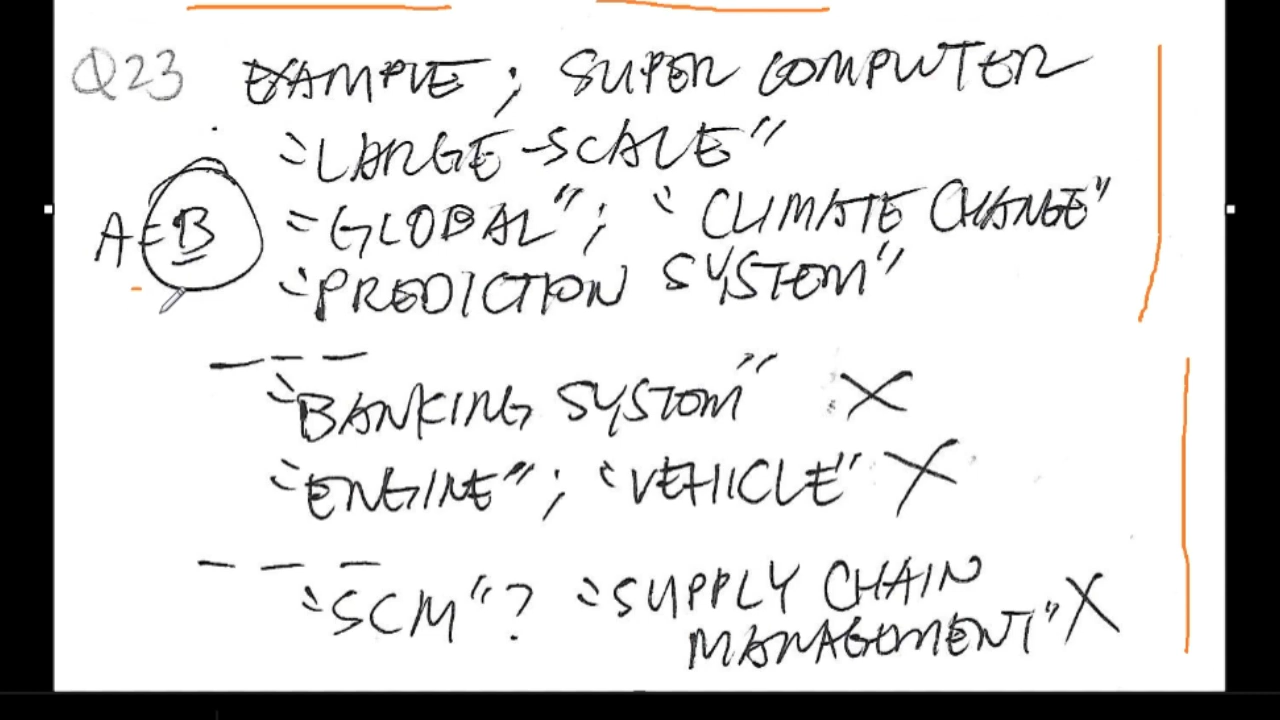 Q23 EXAMPLE; SUPER COMPUTER
"LARGE-SCALE"
A B "GLOBAL"; "CLIMATE CHANGE"
"PREDICTION SYSTEM"
"BANKING SYSTEM" X
"ENGINE"; "VEHICLE" X
"SCM"? "SUPPLY CHAIN
MANAGEMENT" X